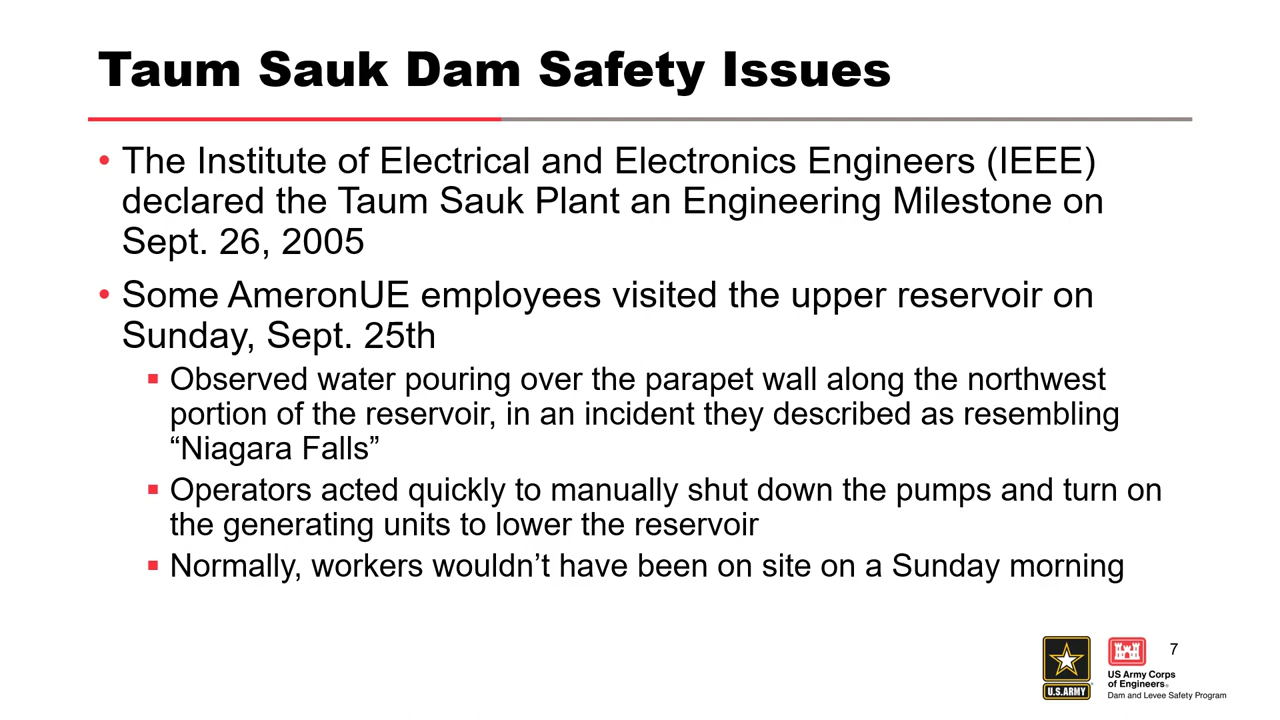 Taum Sauk Dam Safety Issues
• The Institute of Electrical and Electronics Engineers (IEEE)
declared the Taum Sauk Plant an Engineering Milestone on
Sept. 26, 2005
• Some AmeronUE employees visited the upper reservoir on
Sunday, Sept. 25th
▪ Observed water pouring over the parapet wall along the northwest
portion of the reservoir, in an incident they described as resembling
“Niagara Falls”
▪ Operators acted quickly to manually shut down the pumps and turn on
the generating units to lower the reservoir
▪ Normally, workers wouldn’t have been on site on a Sunday morning
7
U.S.ARMY
US Army Corps
of Engineers®
Dam and Levee Safety Program